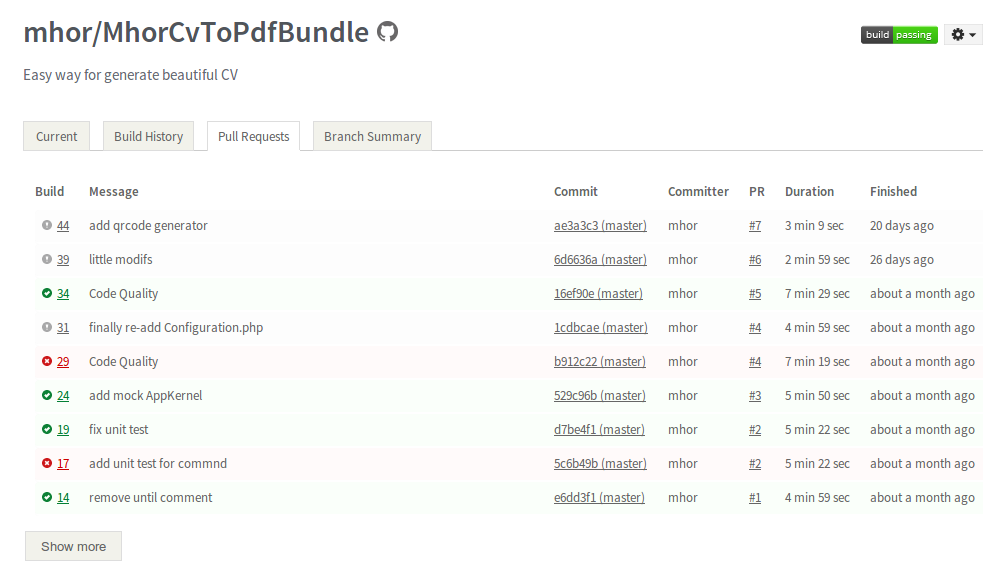 mhor/MhorCvToPdfBundle
build passing
Easy way for generate beautiful CV
Current Build History Pull Requests Branch Summary
Build Message Commit Committer PR Duration Finished
44 add qrcode generator ae3a3c3 (master) mhor #7 3 min 9 sec 20 days ago
39 little modifs 6d6636a (master) mhor #6 2 min 59 sec 26 days ago
34 Code Quality 16ef90e (master) mhor #5 7 min 29 sec about a month ago
31 finally re-add Configuration.php 1cdbcae (master) mhor #4 4 min 59 sec about a month ago
29 Code Quality b912c22 (master) mhor #4 7 min 19 sec about a month ago
24 add mock AppKernel 529c96b (master) mhor #3 5 min 50 sec about a month ago
19 fix unit test d7be4f1 (master) mhor #2 5 min 22 sec about a month ago
17 add unit test for commnd 5c6b49b (master) mhor #2 5 min 22 sec about a month ago
14 remove until comment e6dd3f1 (master) mhor #1 4 min 59 sec about a month ago
Show more